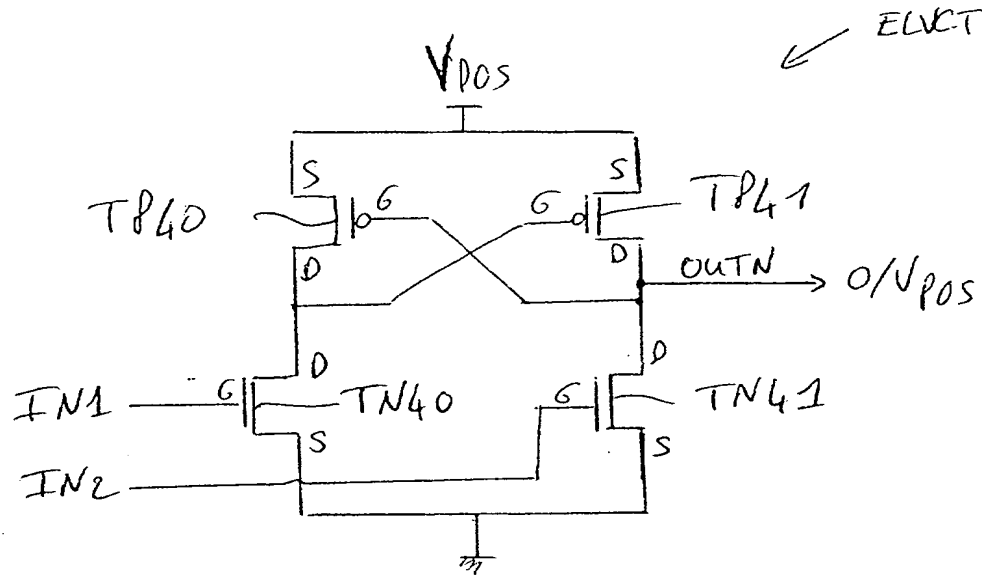 ELVCT
VPOS
S
S
TP40
G
G
TP41
D
D
OUTN
0/VPOS
D
D
IN1
G
TN40
G
TN41
S
S
IN2